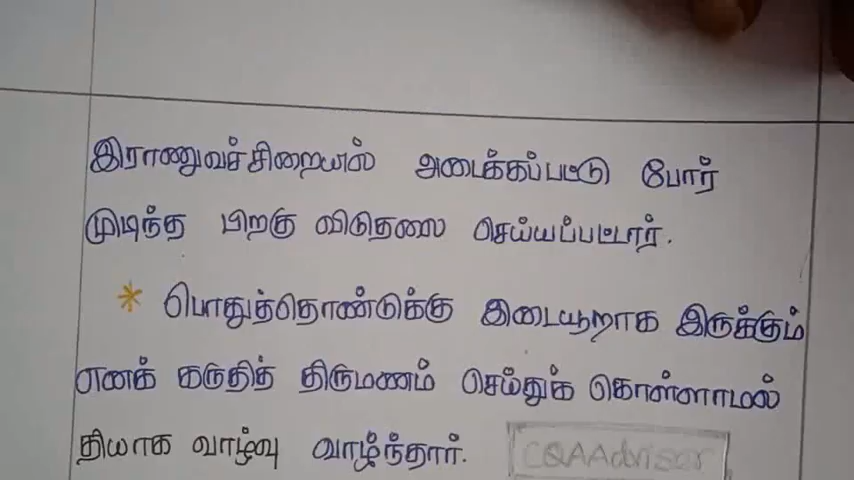 இராணுவச்சிறையில் அடைக்கப்பட்டு போர்
முடிந்த பிறகு விடுதலை செய்யப்பட்டார்.
* பொதுத்தொண்டுக்கு இடையூறாக இருக்கும்
எனக் கருதித் திருமணம் செய்துக் கொள்ளாமல்
தியாக வாழ்வு வாழ்ந்தார்.
CQAAdvisor